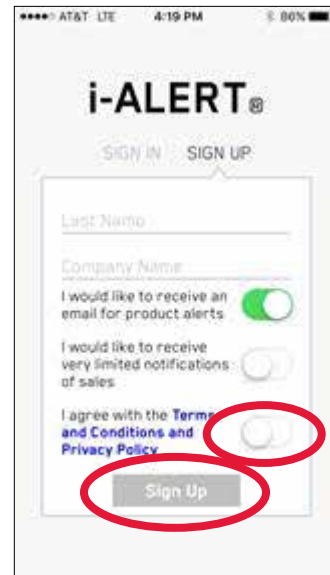 AT&T LTE 4:19 PM 80%
i-ALERT®
SIGN IN SIGN UP
Last Name
Company Name
I would like to receive an
email for product alerts
I would like to receive
very limited notifications
of sales
I agree with the Terms
and Conditions and
Privacy Policy
Sign Up